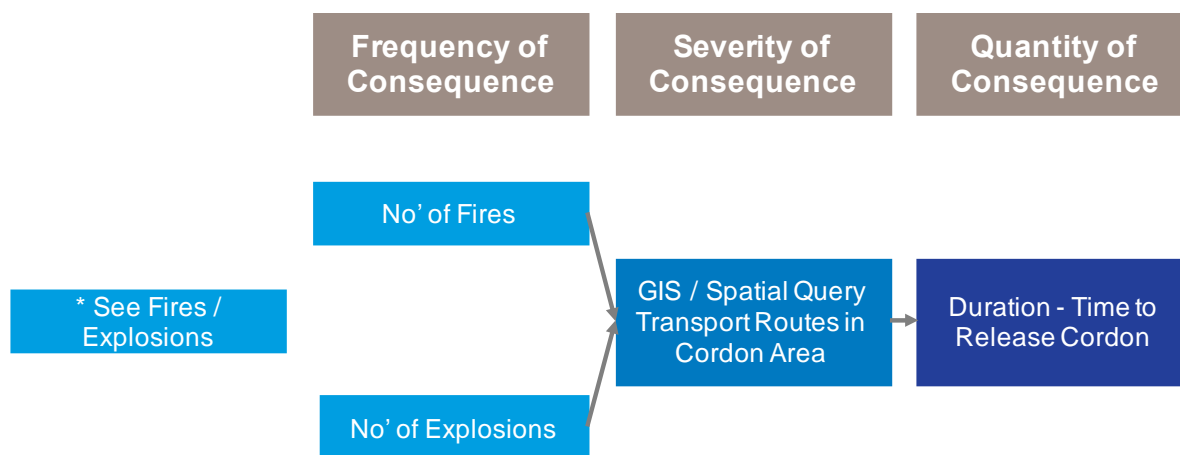 Frequency of
Consequence
Severity of
Consequence
Quantity of
Consequence
No' of Fires
* See Fires /
Explosions
GIS / Spatial Query
Transport Routes in
Cordon Area
Duration - Time to
Release Cordon
No' of Explosions